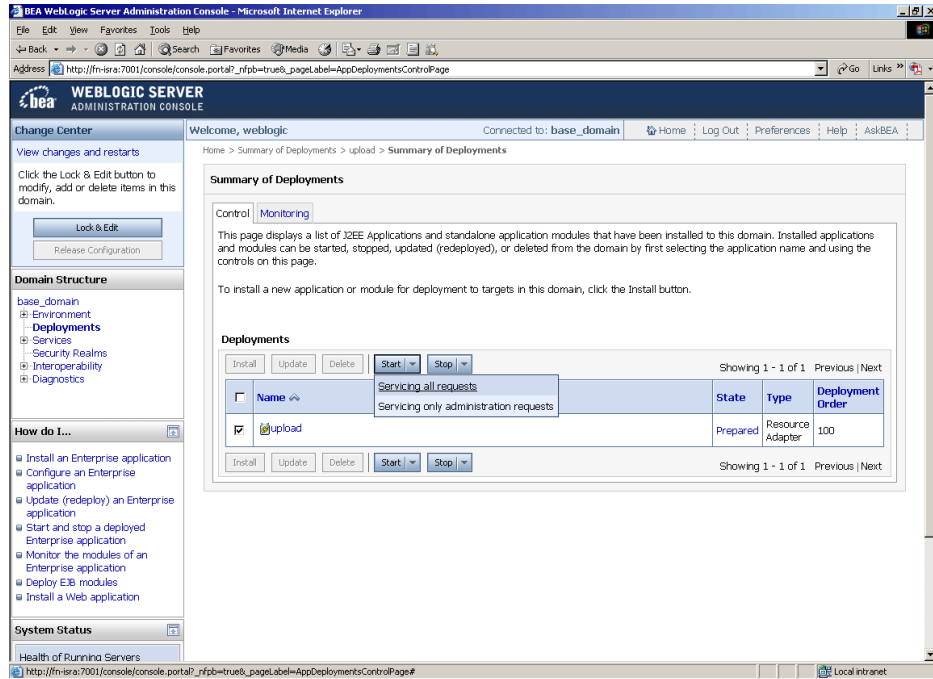 BEA WebLogic Server Administration Console - Microsoft Internet Explorer
File Edit View Favorites Tools Help
Back Search Favorites Media
Address http://fn-isra:7001/console/console.portal?_nfpb=true&_pageLabel=AppDeploymentsControlPage Go Links »
bea WEBLOGIC SERVER
ADMINISTRATION CONSOLE
Change Center
View changes and restarts
Click the Lock & Edit button to
modify, add or delete items in this
domain.
Lock & Edit
Release Configuration
Domain Structure
base_domain
Environment
Deployments
Services
Security Realms
Interoperability
Diagnostics
How do I...
Install an Enterprise application
Configure an Enterprise
application
Update (redeploy) an Enterprise
application
Start and stop a deployed
Enterprise application
Monitor the modules of an
Enterprise application
Deploy EJB modules
Install a Web application
System Status
Health of Running Servers
Welcome, weblogic Connected to: base_domain Home Log Out Preferences Help AskBEA
Home > Summary of Deployments > upload > Summary of Deployments
Summary of Deployments
Control Monitoring
This page displays a list of J2EE Applications and standalone application modules that have been installed to this domain. Installed applications
and modules can be started, stopped, updated (redeployed), or deleted from the domain by first selecting the application name and using the
controls on this page.
To install a new application or module for deployment to targets in this domain, click the Install button.
Deployments
Install Update Delete Start Stop Showing 1 - 1 of 1 Previous | Next
Servicing all requests
Servicing only administration requests
Name State Type Deployment
Order
upload Prepared Resource
Adapter 100
Install Update Delete Start Stop Showing 1 - 1 of 1 Previous | Next
http://fn-isra:7001/console/console.portal?_nfpb=true&_pageLabel=AppDeploymentsControlPage# Local intranet